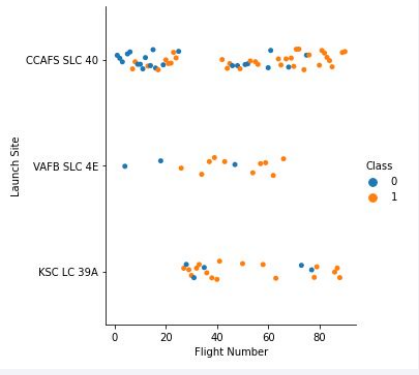 CCAFS SLC 40
VAFB SLC 4E
KSC LC 39A
Launch Site
0
20
40
60
80
Flight Number
Class
0
1